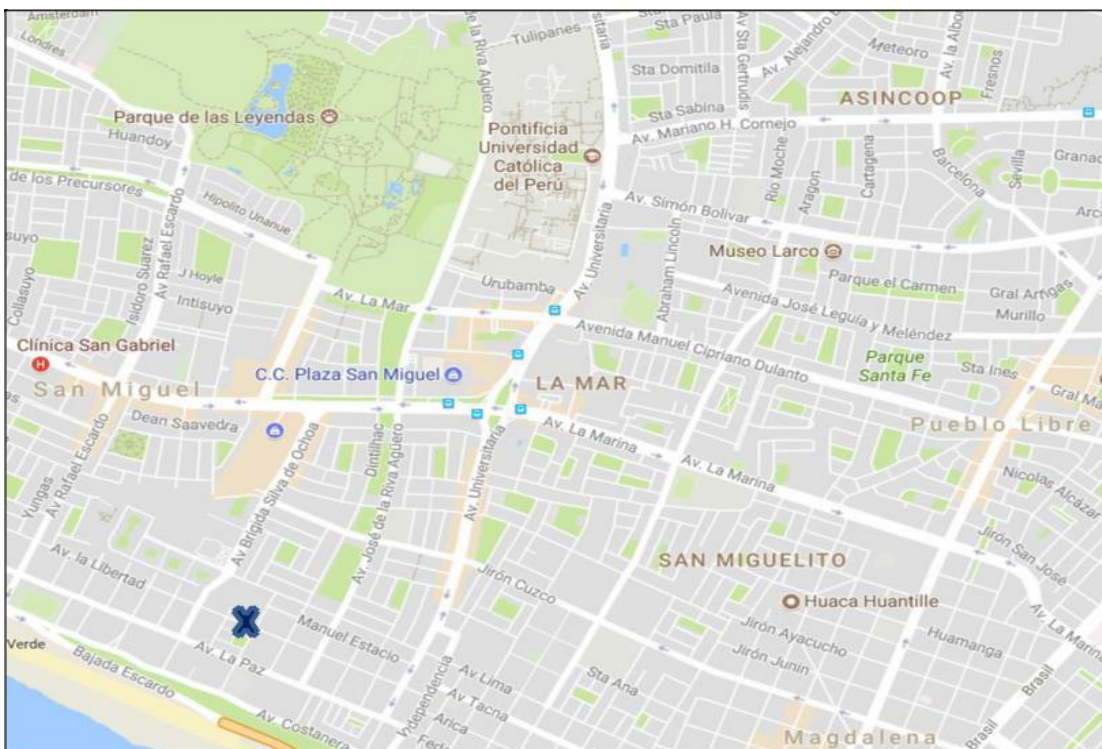 Amsterdam
Londres
Parque de las Leyendas
Huandoy
de los Precursores
Hipolito Unanue
de la Riva Agüero
Tulipanes
Pontificia
Universidad
Católica
del Perú
Sta Paula
Av Sta Gertrudis
Av. Alejandro
Meteoro
Av. la
Fresnos
Sta Domitila
ASINCOOP
Sta Sabina
Av. Mariano H. Cornejo
Rio Moche
Aragon
Cartagena
Barcelona
Sevilla
Av. Simón Bolivar
Av. Universitaria
Abraham Lincoln
Museo Larco
Parque el Carmen
Gral Artigas
Murillo
Avenida José Leguía y Meléndez
Collasuyo
Isidoro Suarez
Av Rafael Escardo
J Hoyle
Intisuyo
Av. La Mar
Urubamba
Avenida Manuel Cipriano Dulanto
Parque
Santa Fe
Sta Ines
Clínica San Gabriel
San Miguel
C.C. Plaza San Miguel
LA MAR
Pueblo Libre
Dean Saavedra
Av. La Marina
Av. La Marina
Nicolas Alcázar
Yungas
Av Rafael Escardo
Av Brigida Silva de Ochoa
Dintilhac
Av. José de la Riva Agüero
Av. Universitaria
Jirón San José
Av. la Libertad
Jirón Cuzco
SAN MIGUELITO
Huaca Huantille
Av. La Marina
X
Manuel Estacio
Jirón Ayacucho
Huamanga
Verde
Bajada Escardo
Av. La Paz
Jirón Junin
Brasil
Av. Lima
Sta Ana
Av. Costanera
Arica
Av Tacna
Magdalena
Brasil